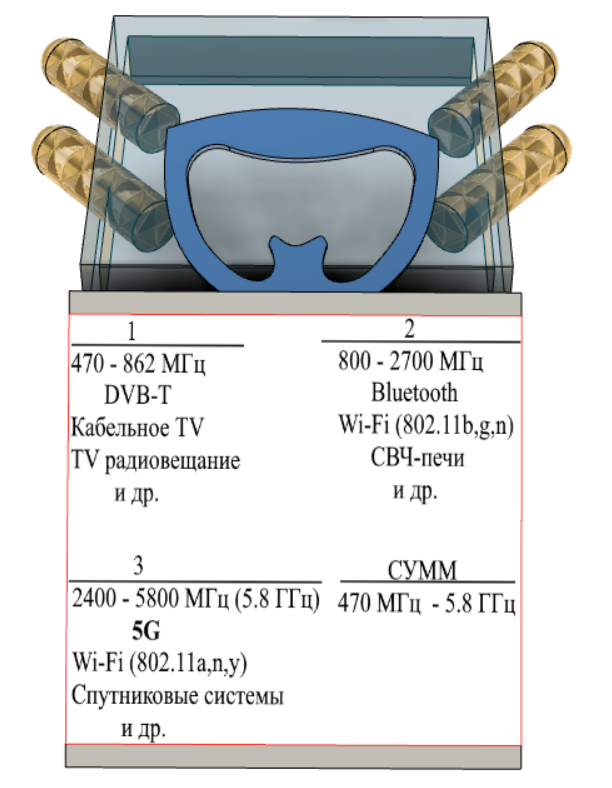 1
470 - 862 МГц
DVB-T
Кабельное TV
TV радиовещание
и др.
2
800 - 2700 МГц
Bluetooth
Wi-Fi (802.11b,g,n)
СВЧ-печи
и др.
3
2400 - 5800 МГц (5.8 ГГц)
5G
Wi-Fi (802.11a,n,y)
Спутниковые системы
и др.
СУММ
470 МГц - 5.8 ГГц